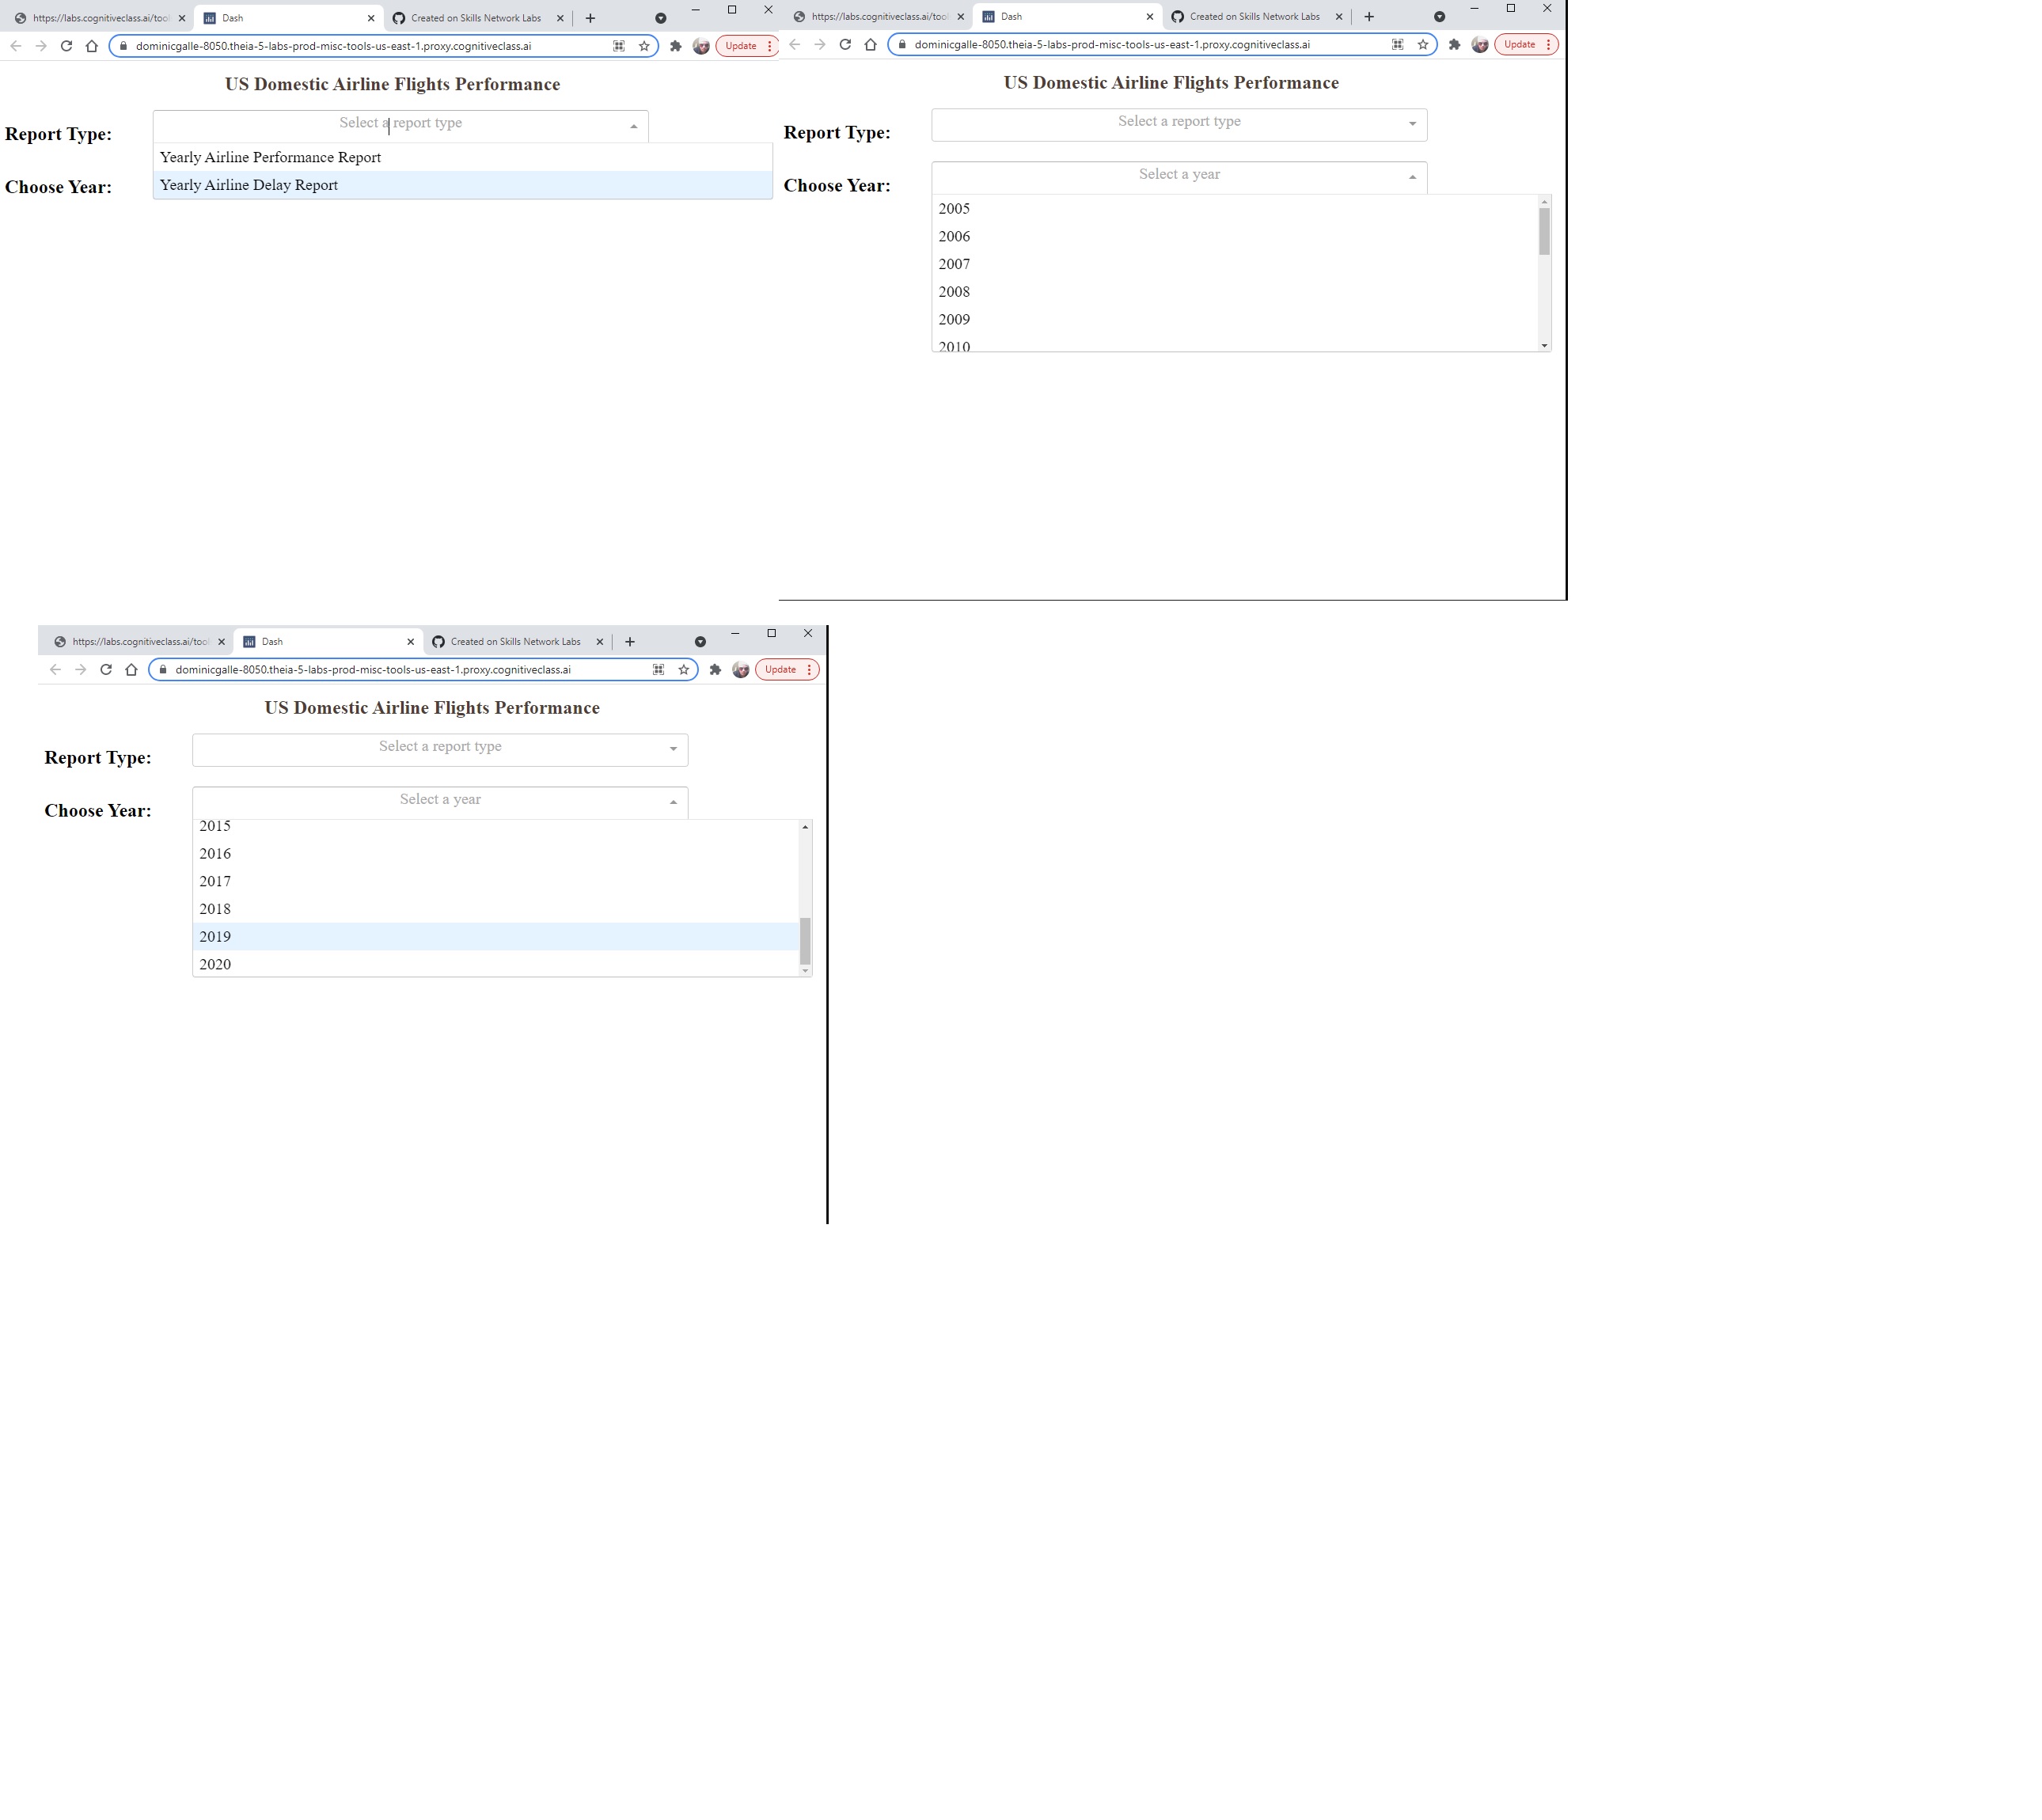 https://labs.cognitiveclass.ai/tool
Dash
Created on Skills Network Labs
dominicgalle-8050.theia-5-labs-prod-misc-tools-us-east-1.proxy.cognitiveclass.ai
Update
US Domestic Airline Flights Performance
Report Type:
Select a report type
Yearly Airline Performance Report
Yearly Airline Delay Report
Choose Year:
https://labs.cognitiveclass.ai/tool
Dash
Created on Skills Network Labs
dominicgalle-8050.theia-5-labs-prod-misc-tools-us-east-1.proxy.cognitiveclass.ai
Update
US Domestic Airline Flights Performance
Report Type:
Select a report type
Choose Year:
Select a year
2005
2006
2007
2008
2009
2010
https://labs.cognitiveclass.ai/tool
Dash
Created on Skills Network Labs
dominicgalle-8050.theia-5-labs-prod-misc-tools-us-east-1.proxy.cognitiveclass.ai
Update
US Domestic Airline Flights Performance
Report Type:
Select a report type
Choose Year:
Select a year
2015
2016
2017
2018
2019
2020